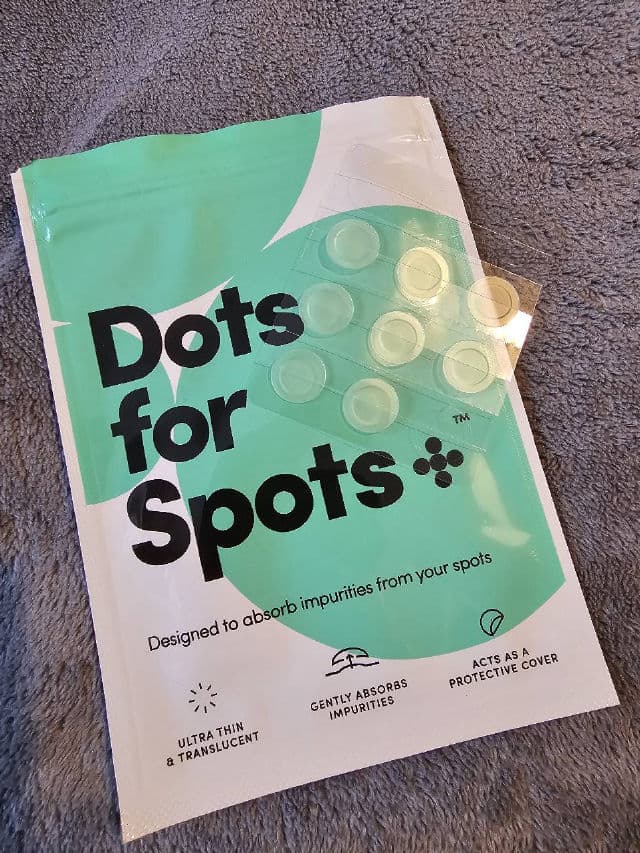 Dots
for
Spots
TM
Designed to absorb impurities from your spots
ULTRA THIN
& TRANSLUCENT
GENTLY ABSORBS
IMPURITIES
ACTS AS A
PROTECTIVE COVER